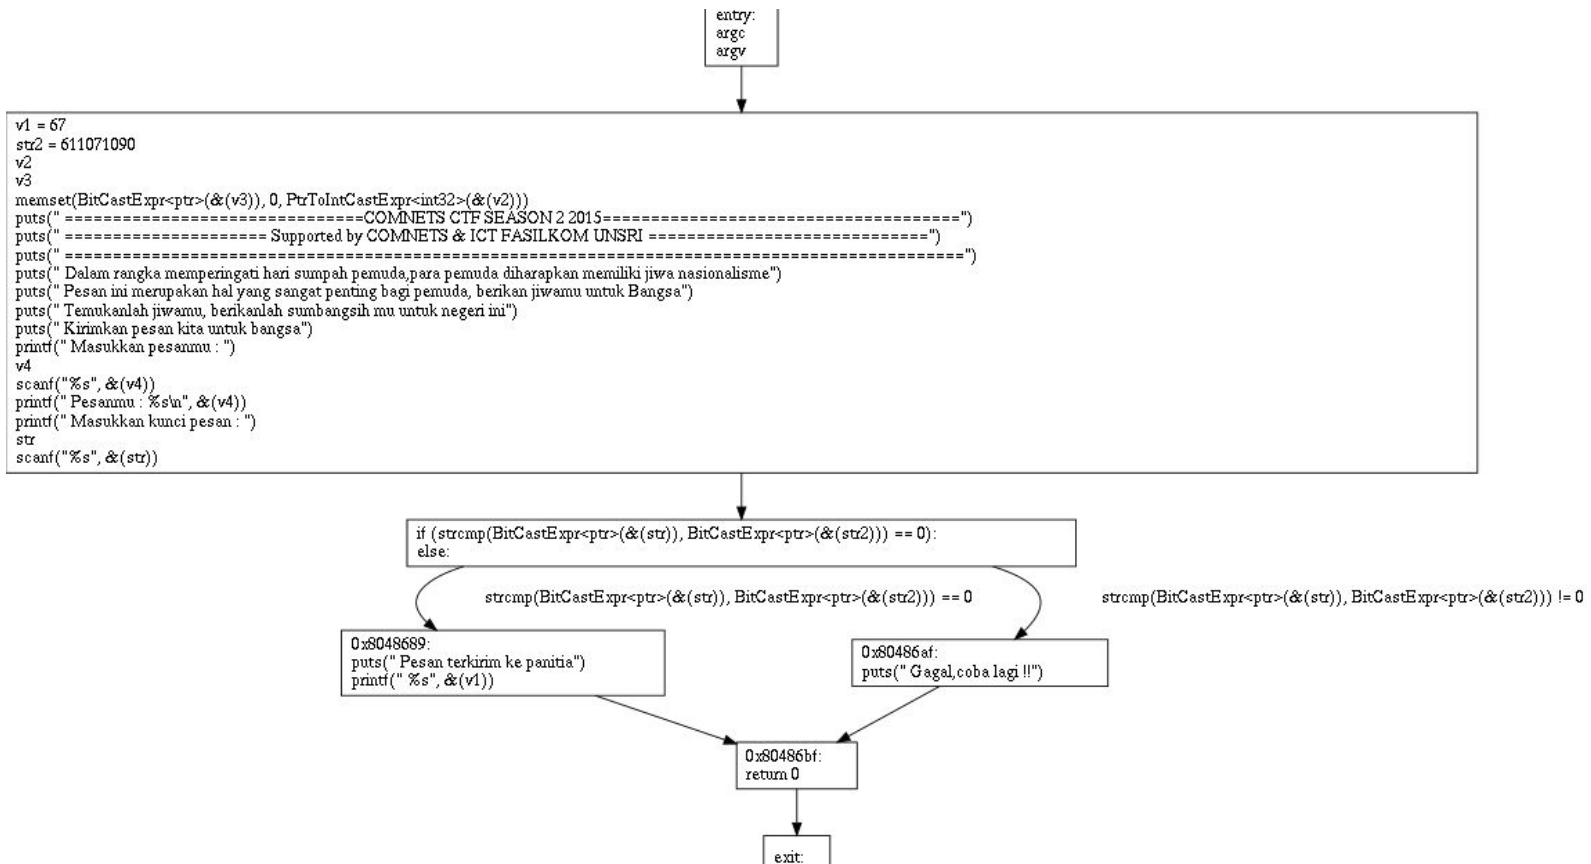 entry:
argc
argv
v1 = 67
str2 = 611071090
v2
v3
memset(BitCastExpr<ptr>(&(v3)), 0, PtrToIntCastExpr<int32>(&(v2)))
puts(" ===============================COMNETS CTF SEASON 2 2015=====================================")
puts(" ===================== Supported by COMNETS & ICT FASILKOM UNSRI =============================")
puts(" =============================================================================================")
puts(" Dalam rangka memperingati hari sumpah pemuda,para pemuda diharapkan memiliki jiwa nasionalisme")
puts(" Pesan ini merupakan hal yang sangat penting bagi pemuda, berikan jiwamu untuk Bangsa")
puts(" Temukanlah jiwamu, berikanlah sumbangsih mu untuk negeri ini")
puts(" Kirimkan pesan kita untuk bangsa")
printf(" Masukkan pesanmu : ")
v4
scanf("%s", &(v4))
printf(" Pesanmu : %s\n", &(v4))
printf(" Masukkan kunci pesan : ")
str
scanf("%s", &(str))
if (strcmp(BitCastExpr<ptr>(&(str)), BitCastExpr<ptr>(&(str2))) == 0):
else:
strcmp(BitCastExpr<ptr>(&(str)), BitCastExpr<ptr>(&(str2))) == 0
strcmp(BitCastExpr<ptr>(&(str)), BitCastExpr<ptr>(&(str2))) != 0
0x8048689:
puts(" Pesan terkirim ke panitia")
printf(" %s", &(v1))
0x80486af:
puts(" Gagal,coba lagi !!")
0x80486bf:
return 0
exit: